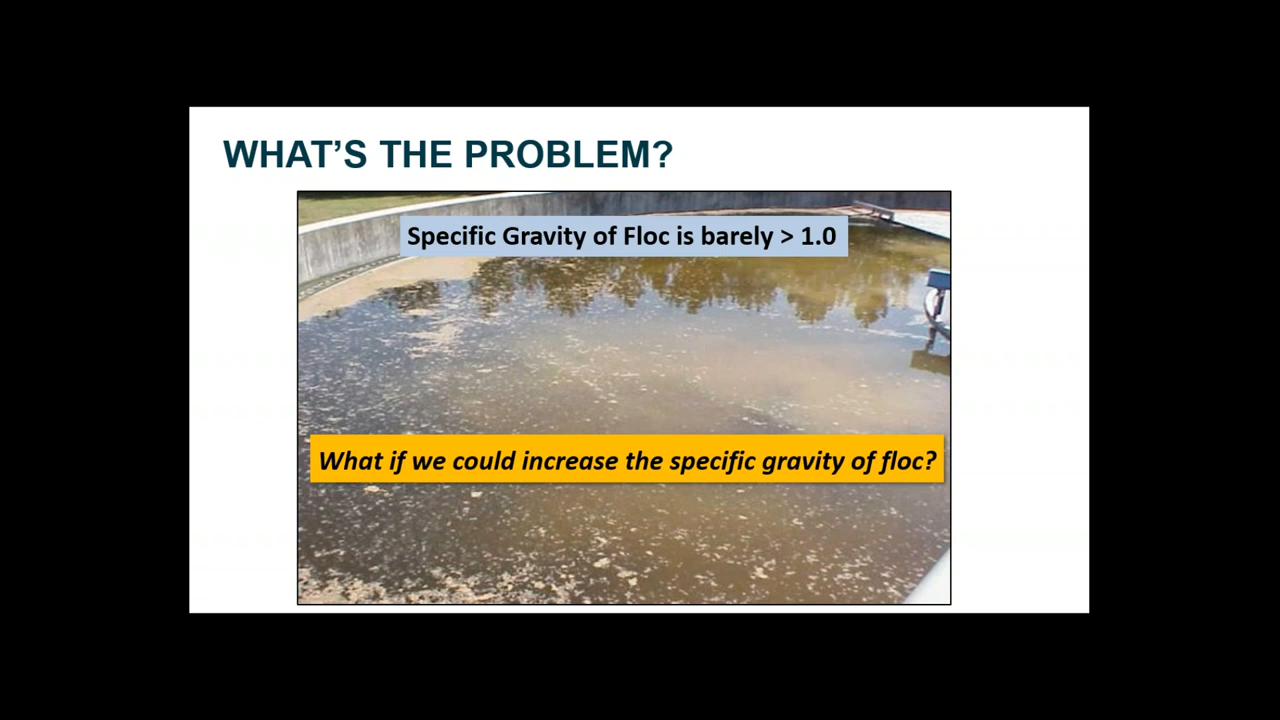 WHAT'S THE PROBLEM?
Specific Gravity of Floc is barely > 1.0
What if we could increase the specific gravity of floc?